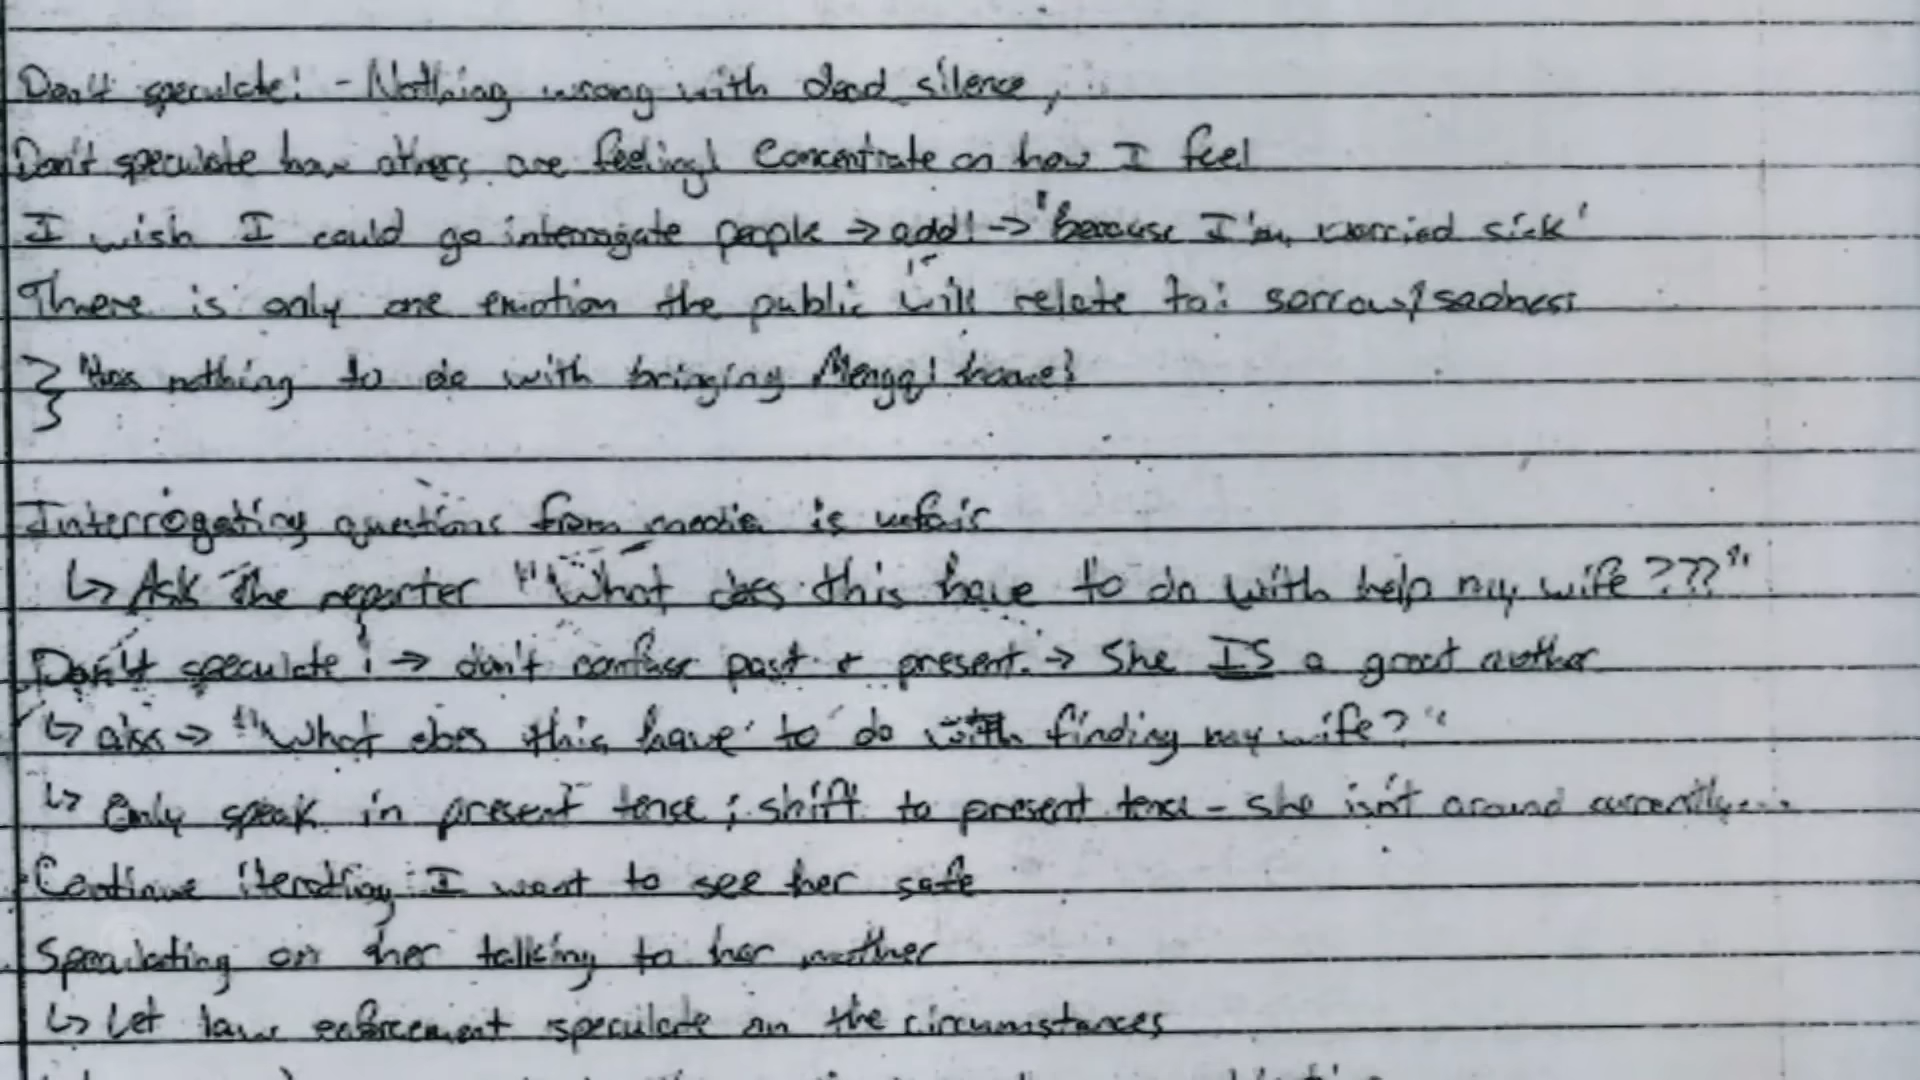 Don't speculate! - Nothing wrong with dead silence,
Don't speculate how others are feeling! Concentrate on how I feel
I wish I could go interrogate people → add! → 'because I'm worried sick'
There is only one emotion the public will relate to: sorrow/sadness
} "Has nothing to do with bringing Mengqi home}
Interrogating questions from media is unfair
↳ Ask the reporter "What does this have to do with help my wife???"
Don't speculate! → don't confuse past + present. → She IS a great mother
↳ also → "What does this have to do with finding my wife?"
↳ Only speak in present tense; shift to present tense - she isn't around currently...
Continue iterating: I want to see her safe
Speculating on her talking to her mother
↳ Let law enforcement speculate on the circumstances